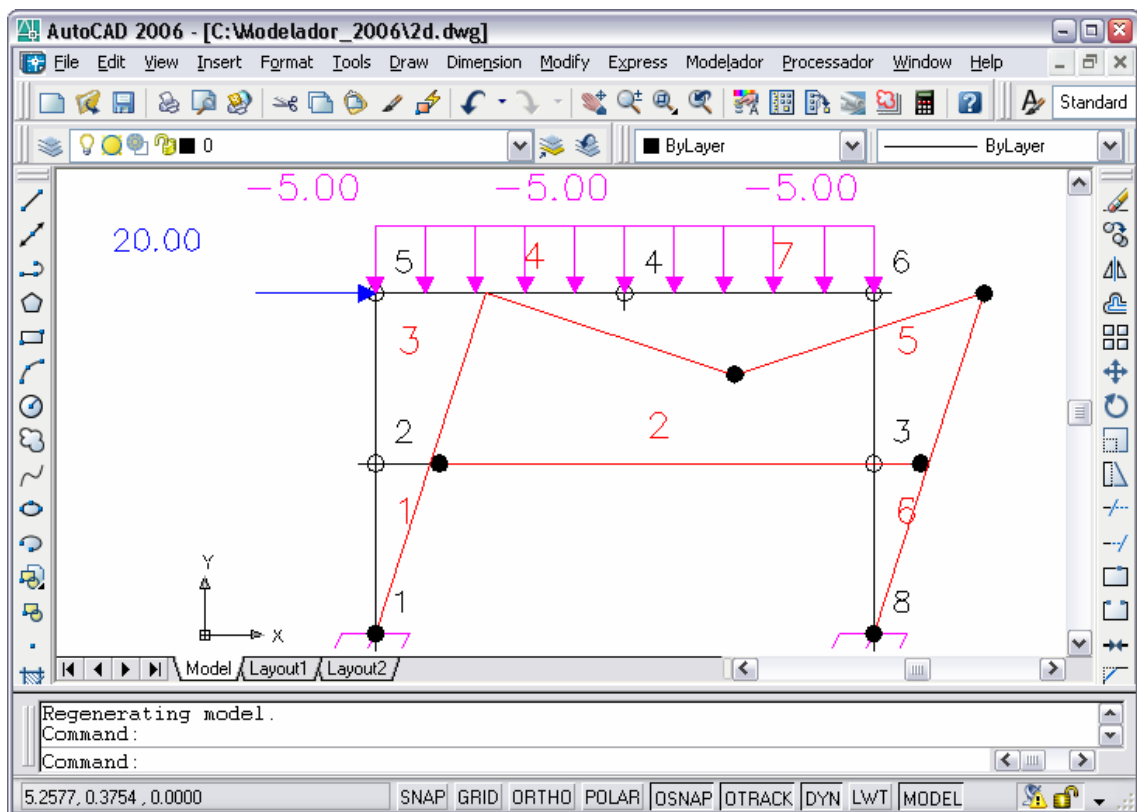 AutoCAD 2006 - [C:\Modelador_2006\2d.dwg]
File Edit View Insert Format Tools Draw Dimension Modify Express Modelador Processador Window Help
Standard
0 ByLayer ByLayer
-5.00 -5.00 -5.00
20.00
5 4 4 7 6
3 5
2 2 3
1 6
Y
1 8
X
Model Layout1 Layout2
Regenerating model.
Command:
Command:
5.2577, 0.3754 , 0.0000 SNAP GRID ORTHO POLAR OSNAP OTRACK DYN LWT MODEL